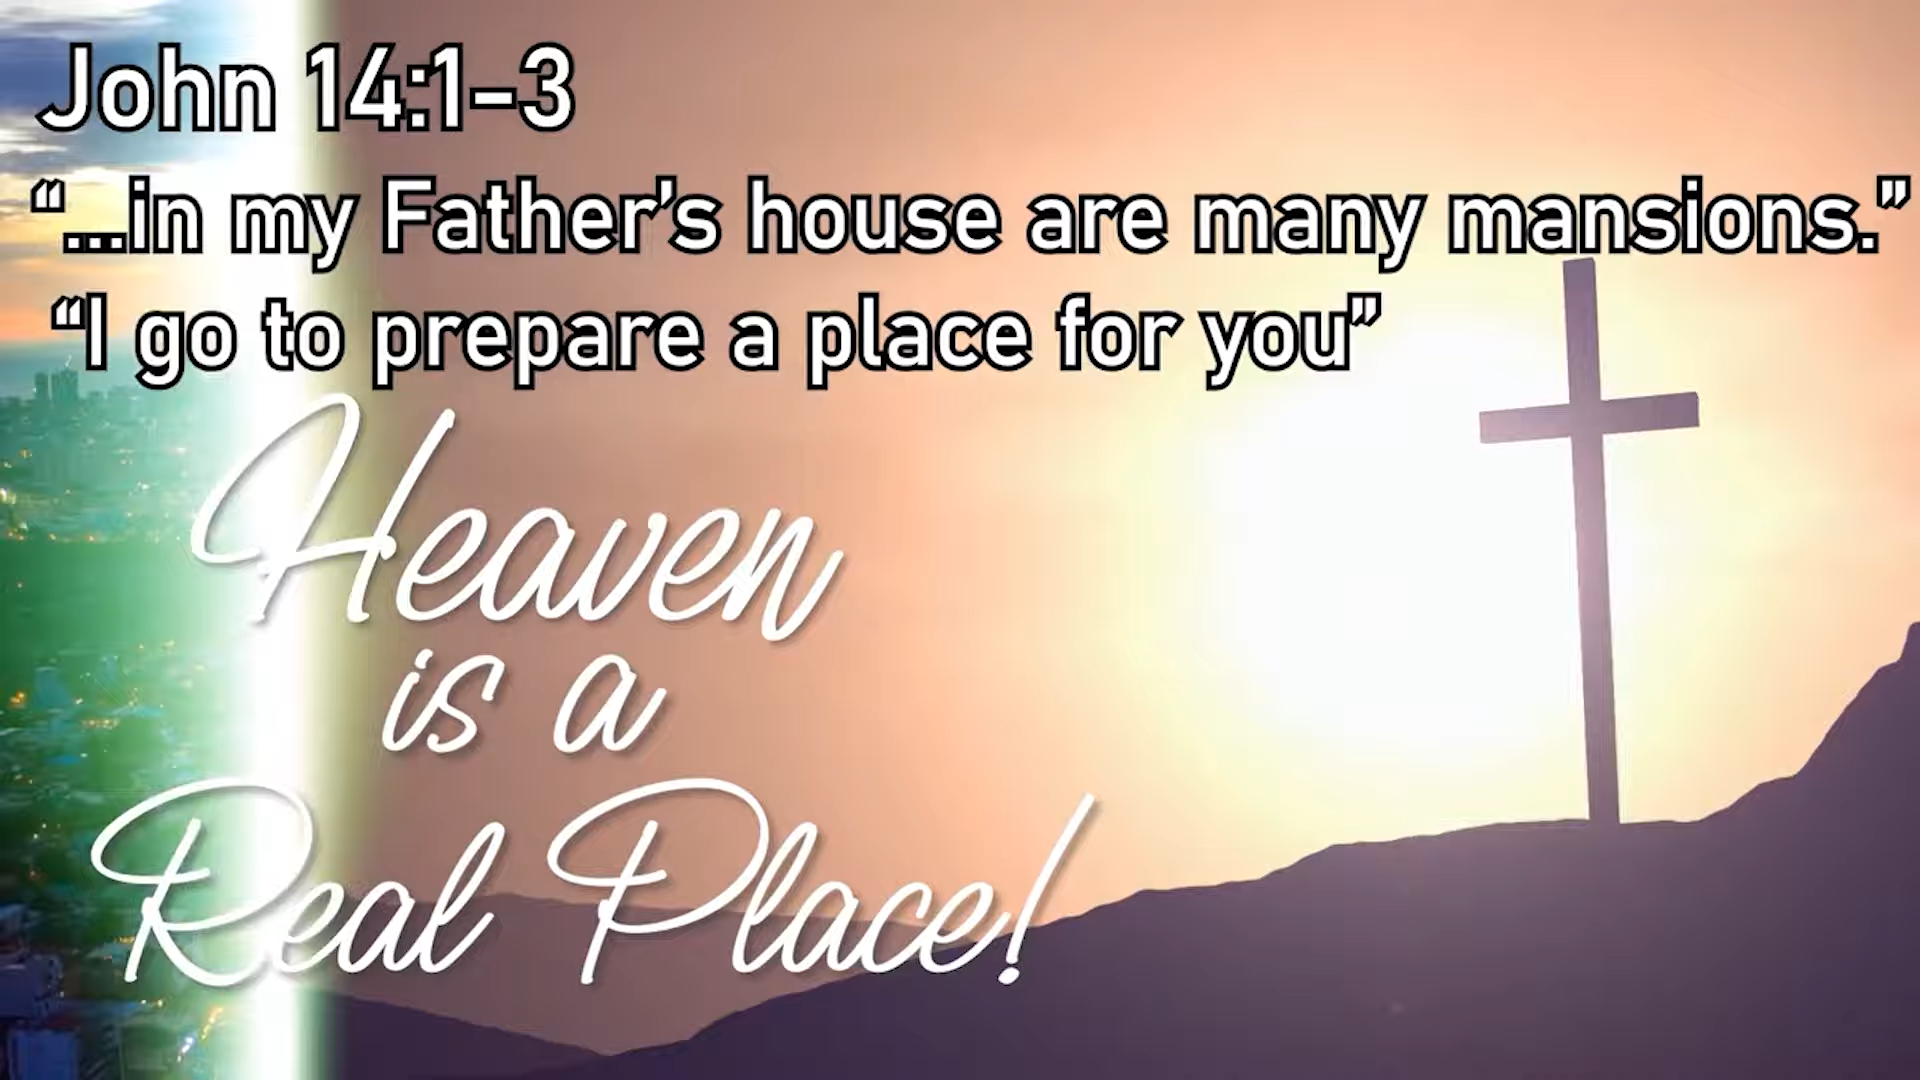 John 14:1-3
“...in my Father’s house are many mansions.”
“I go to prepare a place for you”
Heaven
is a
Real Place!